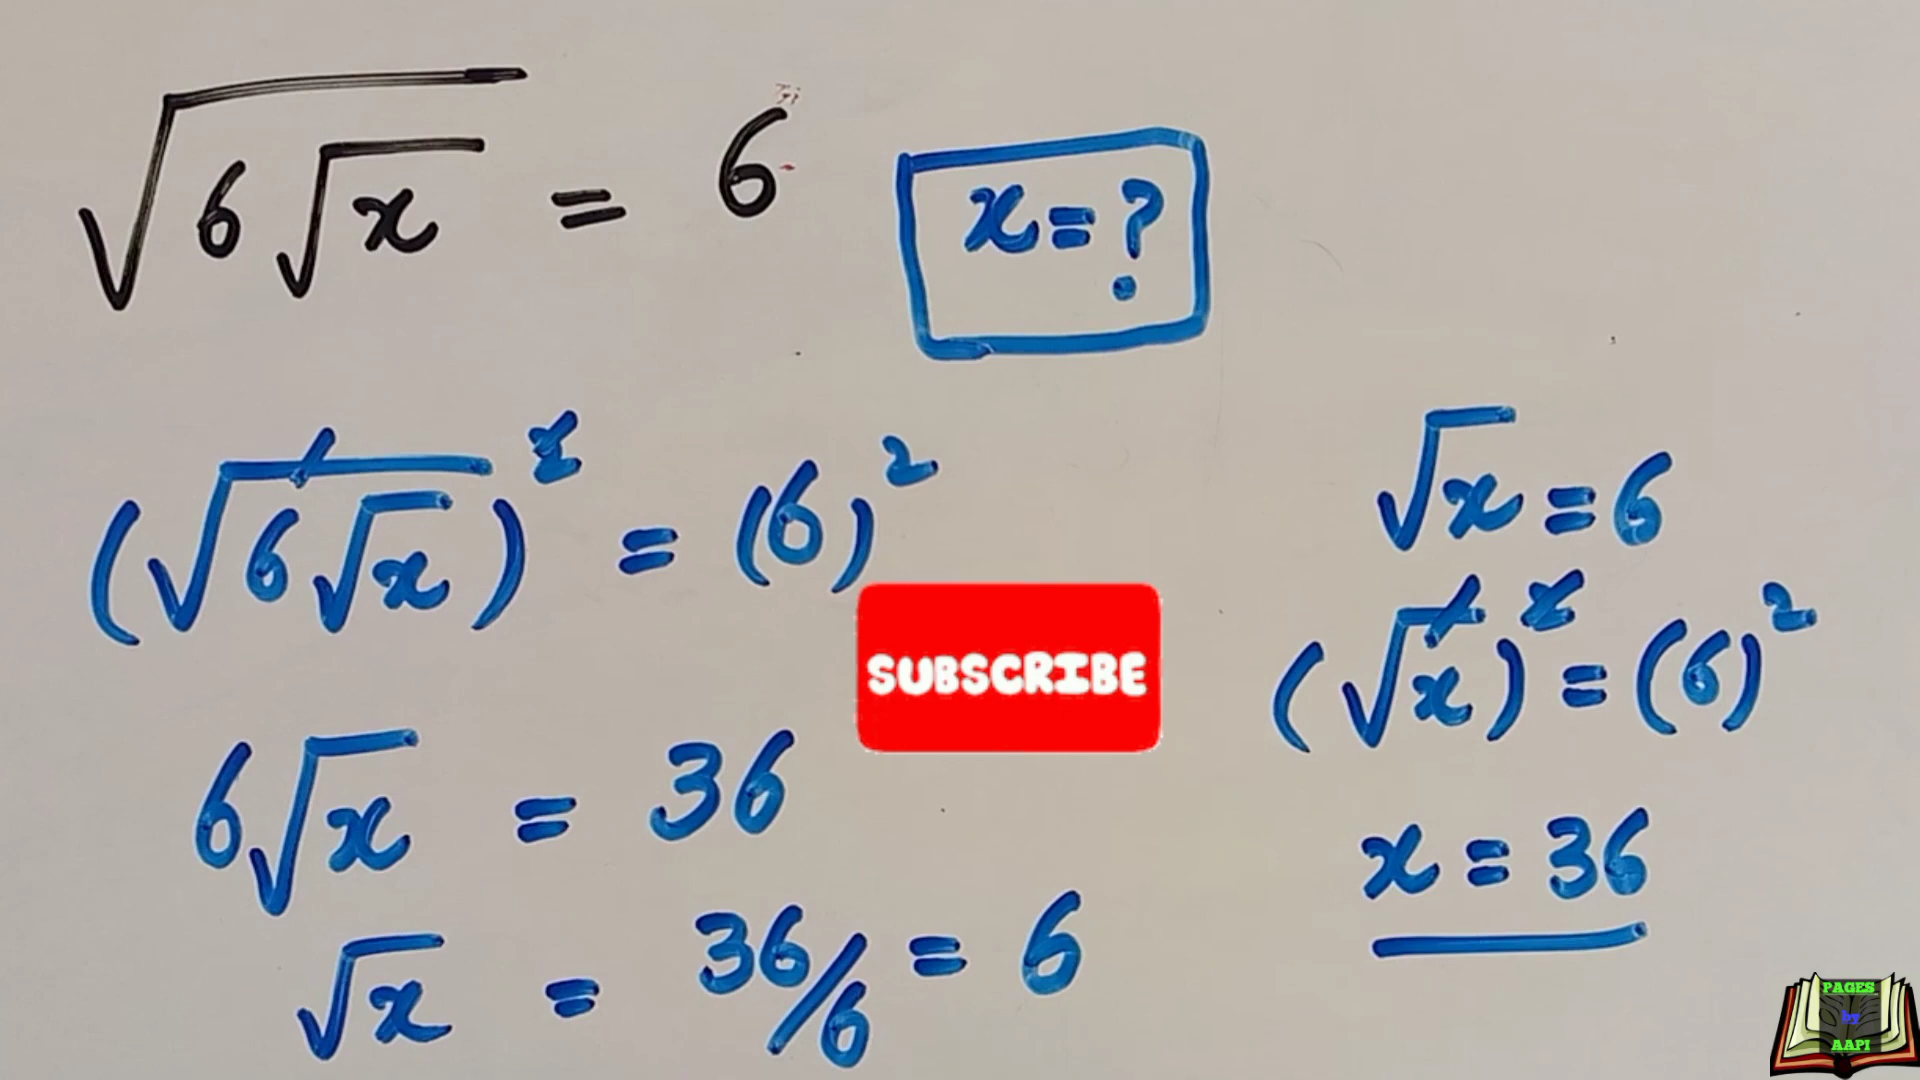 √(6√x) = 6
x = ?
(√(6√x))² = (6)²
6√x = 36
√x = 36/6 = 6
√x = 6
(√x)² = (6)²
x = 36
SUBSCRIBE
PAGES
by
AAPI